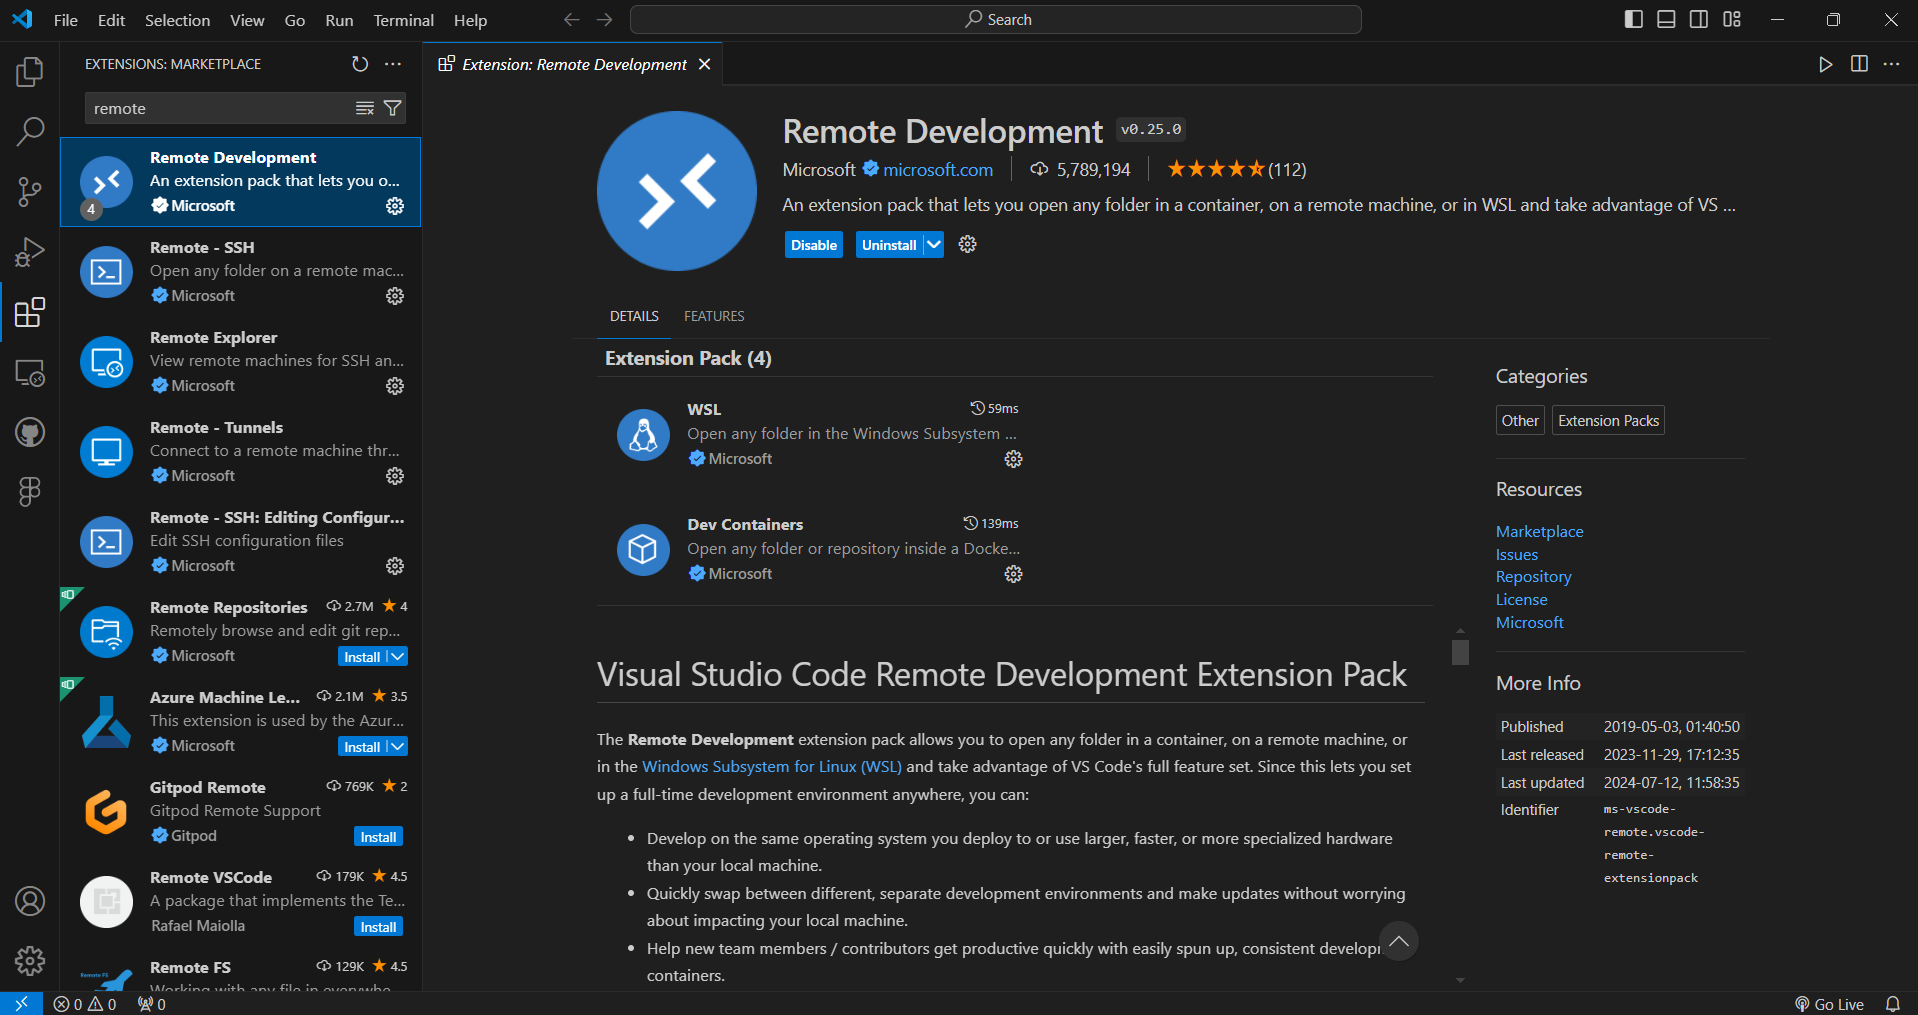 File Edit Selection View Go Run Terminal Help
Search
EXTENSIONS: MARKETPLACE
remote
Remote Development
An extension pack that lets you o...
4
Microsoft
Remote - SSH
Open any folder on a remote mac...
Microsoft
Remote Explorer
View remote machines for SSH an...
Microsoft
Remote - Tunnels
Connect to a remote machine thr...
Microsoft
Remote - SSH: Editing Configur...
Edit SSH configuration files
Microsoft
Remote Repositories 2.7M 4
Remotely browse and edit git rep...
Microsoft Install
Azure Machine Le... 2.1M 3.5
This extension is used by the Azur...
Microsoft Install
Gitpod Remote 769K 2
Gitpod Remote Support
Gitpod Install
Remote VSCode 179K 4.5
A package that implements the Te...
Rafael Maiolla Install
Remote FS 129K 4.5
Remote FS
Working with any file in everywhe
Extension: Remote Development
Remote Development v0.25.0
Microsoft microsoft.com 5,789,194 (112)
An extension pack that lets you open any folder in a container, on a remote machine, or in WSL and take advantage of VS ...
Disable Uninstall
DETAILS FEATURES
Extension Pack (4)
WSL 59ms
Open any folder in the Windows Subsystem ...
Microsoft
Dev Containers 139ms
Open any folder or repository inside a Docke...
Microsoft
Visual Studio Code Remote Development Extension Pack
The Remote Development extension pack allows you to open any folder in a container, on a remote machine, or
in the Windows Subsystem for Linux (WSL) and take advantage of VS Code's full feature set. Since this lets you set
up a full-time development environment anywhere, you can:
• Develop on the same operating system you deploy to or use larger, faster, or more specialized hardware
than your local machine.
• Quickly swap between different, separate development environments and make updates without worrying
about impacting your local machine.
• Help new team members / contributors get productive quickly with easily spun up, consistent develop
containers.
Categories
Other Extension Packs
Resources
Marketplace
Issues
Repository
License
Microsoft
More Info
Published 2019-05-03, 01:40:50
Last released 2023-11-29, 17:12:35
Last updated 2024-07-12, 11:58:35
Identifier ms-vscode-
remote.vscode-
remote-
extensionpack
0 0 0
Go Live